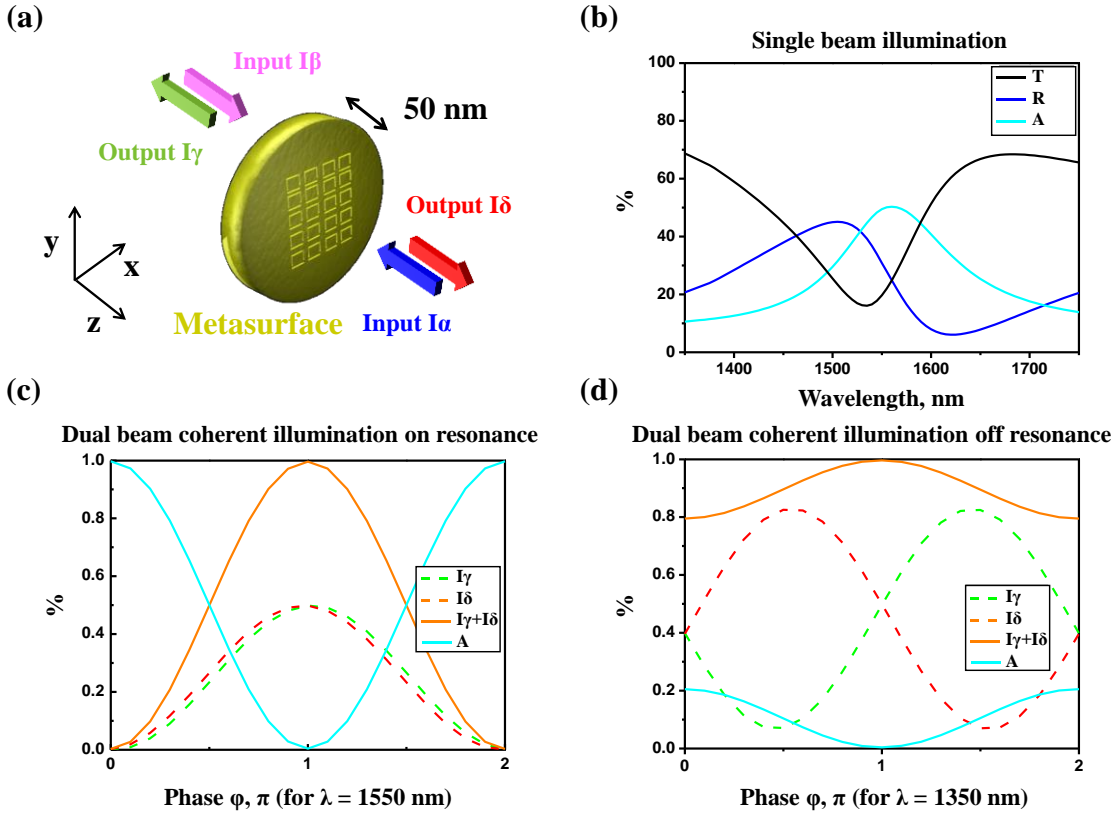 (a)
Input Iβ
50 nm
Output Iγ
Output Iδ
y
x
z
Metasurface
Input Iα
(b)
Single beam illumination
100
80
60
40
20
0
%
T
R
A
1400
1500
1600
1700
Wavelength, nm
(c)
Dual beam coherent illumination on resonance
1.0
0.8
0.6
0.4
0.2
0.0
%
Iγ
Iδ
Iγ+Iδ
A
0
1
2
Phase φ, π (for λ = 1550 nm)
(d)
Dual beam coherent illumination off resonance
1.0
0.8
0.6
0.4
0.2
0.0
%
Iγ
Iδ
Iγ+Iδ
A
0
1
2
Phase φ, π (for λ = 1350 nm)